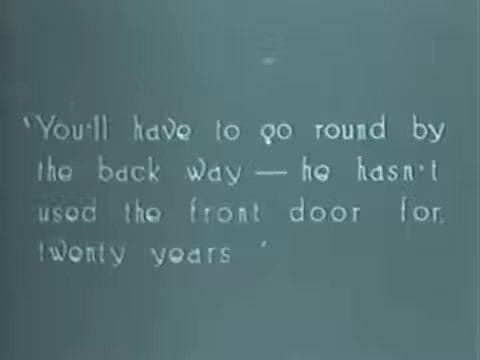 'You'll have to go round by
the back way — he hasn't
used the front door for
twenty years '